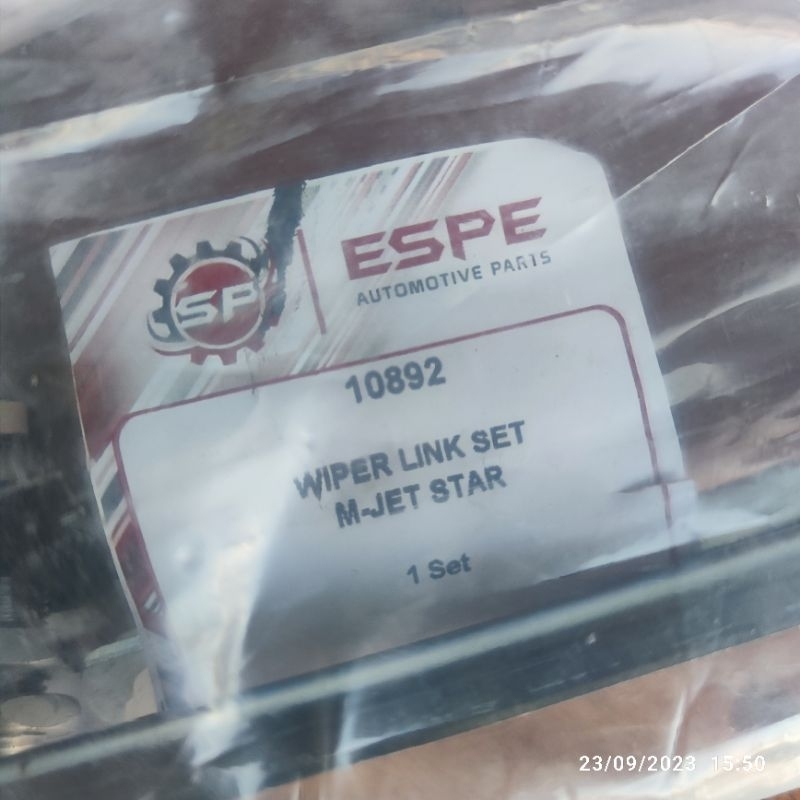 SP
ESPE
AUTOMOTIVE PARTS
10892
WIPER LINK SET
M-JET STAR
1 Set
23/09/2023 15:50